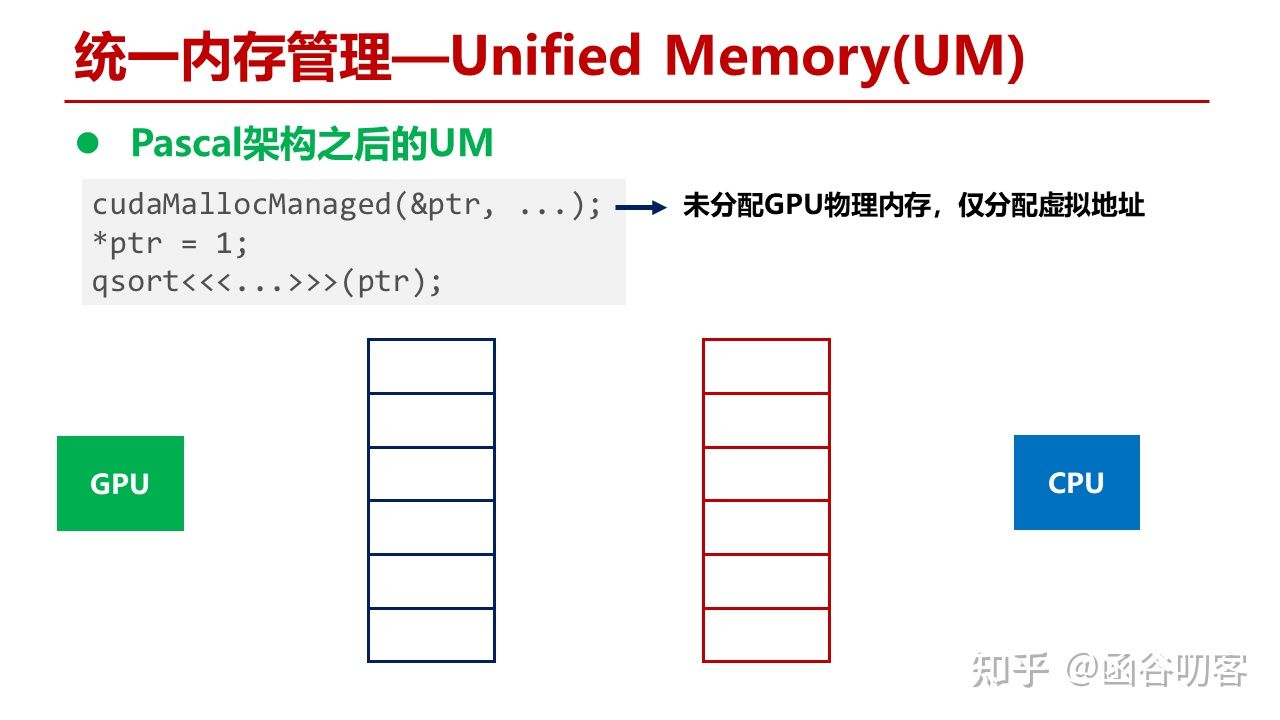 统一内存管理—Unified Memory(UM)
Pascal架构之后的UM
cudaMallocManaged(&ptr, ...);
未分配GPU物理内存，仅分配虚拟地址
*ptr = 1;
qsort<<<...>>>(ptr);
GPU
CPU
知乎 @函谷叨客